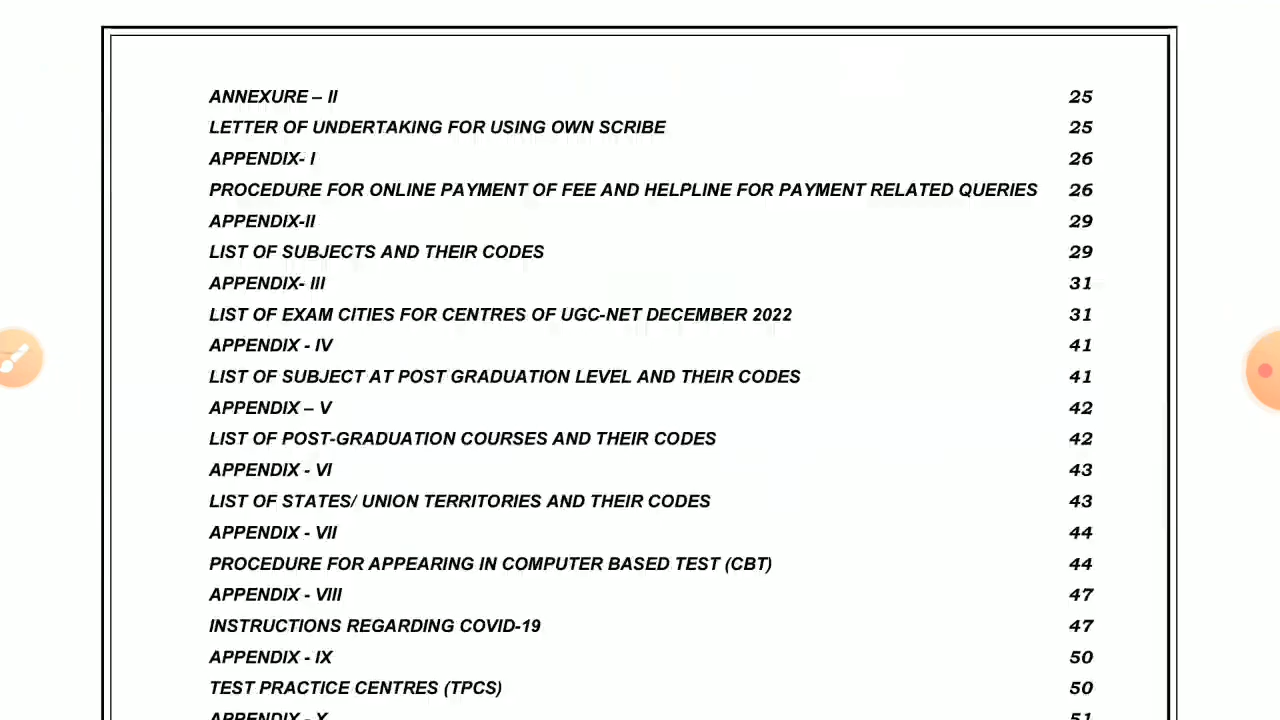 ANNEXURE – II 25
LETTER OF UNDERTAKING FOR USING OWN SCRIBE 25
APPENDIX- I 26
PROCEDURE FOR ONLINE PAYMENT OF FEE AND HELPLINE FOR PAYMENT RELATED QUERIES 26
APPENDIX-II 29
LIST OF SUBJECTS AND THEIR CODES 29
APPENDIX- III 31
LIST OF EXAM CITIES FOR CENTRES OF UGC-NET DECEMBER 2022 31
APPENDIX - IV 41
LIST OF SUBJECT AT POST GRADUATION LEVEL AND THEIR CODES 41
APPENDIX – V 42
LIST OF POST-GRADUATION COURSES AND THEIR CODES 42
APPENDIX - VI 43
LIST OF STATES/ UNION TERRITORIES AND THEIR CODES 43
APPENDIX - VII 44
PROCEDURE FOR APPEARING IN COMPUTER BASED TEST (CBT) 44
APPENDIX - VIII 47
INSTRUCTIONS REGARDING COVID-19 47
APPENDIX - IX 50
TEST PRACTICE CENTRES (TPCS) 50
APPENDIX - X 51